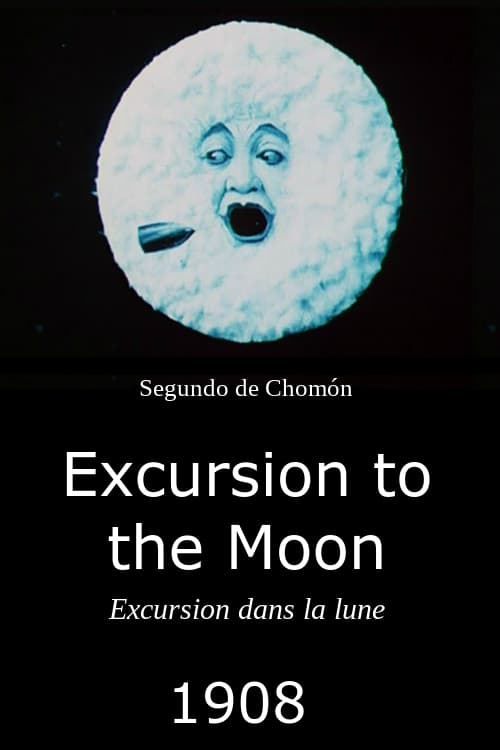 Segundo de Chomón
Excursion to
the Moon
Excursion dans la lune
1908